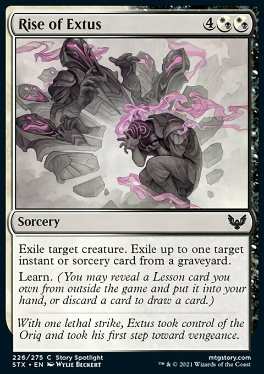 Rise of Extus 4
Sorcery
Exile target creature. Exile up to one target
instant or sorcery card from a graveyard.
Learn. (You may reveal a Lesson card you
own from outside the game and put it into
your hand, or discard a card to draw a card.)
With one lethal strike, Extus took control of the
Oriq and took his first step toward vengeance.
226/275 C Story Spotlight mtgstory.com
STX • EN Wylie Beckert ™ & © 2021 Wizards of the Coast